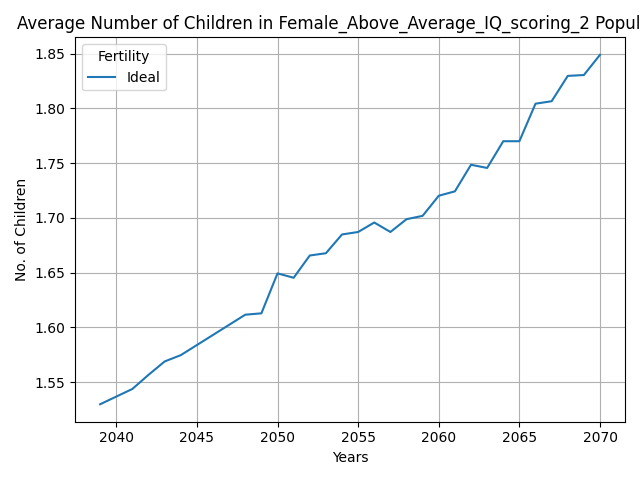 Average Number of Children in Female_Above_Average_IQ_scoring_2 Popul
Fertility
Ideal
No. of Children
1.85
1.80
1.75
1.70
1.65
1.60
1.55
2040 2045 2050 2055 2060 2065 2070
Years